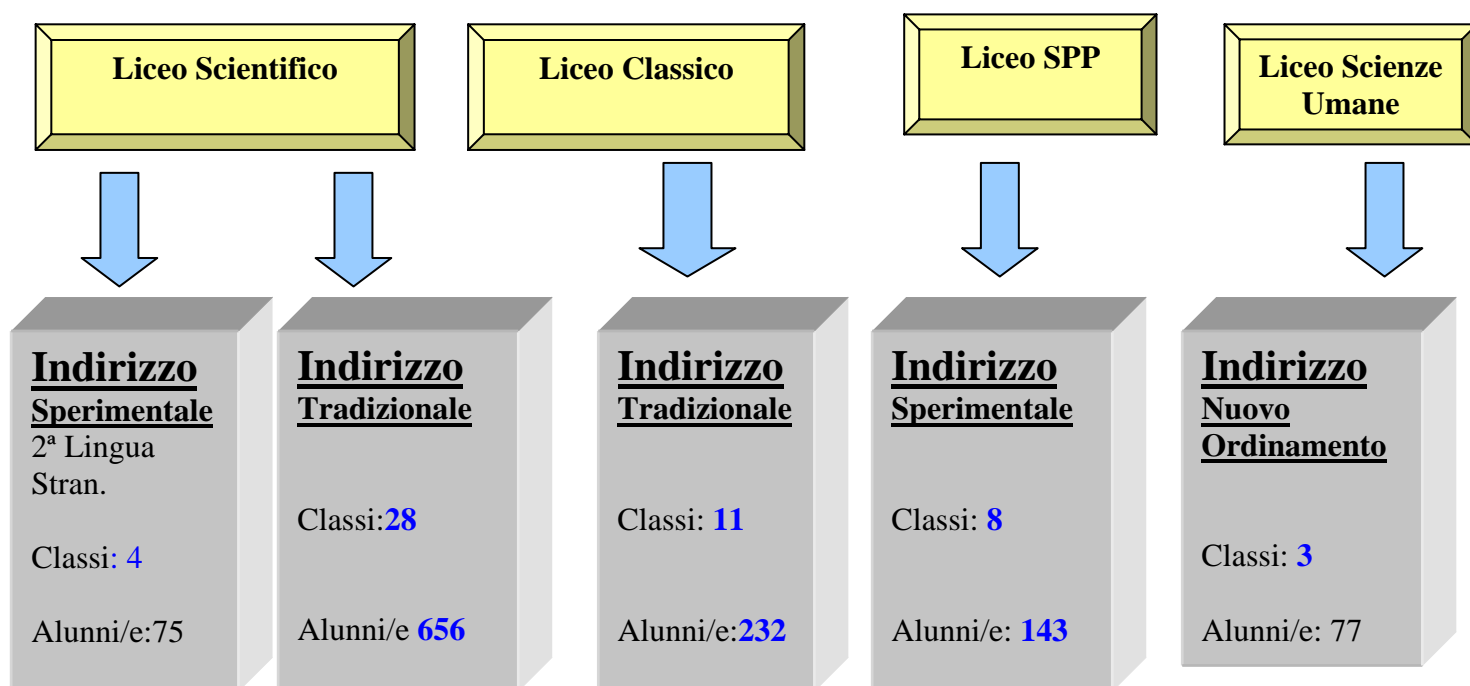 Liceo Scientifico
Liceo Classico
Liceo SPP
Liceo Scienze
Umane
Indirizzo
Sperimentale
2ª Lingua
Stran.
Classi: 4
Alunni/e:75
Indirizzo
Tradizionale
Classi:28
Alunni/e 656
Indirizzo
Tradizionale
Classi: 11
Alunni/e:232
Indirizzo
Sperimentale
Classi: 8
Alunni/e: 143
Indirizzo
Nuovo
Ordinamento
Classi: 3
Alunni/e: 77